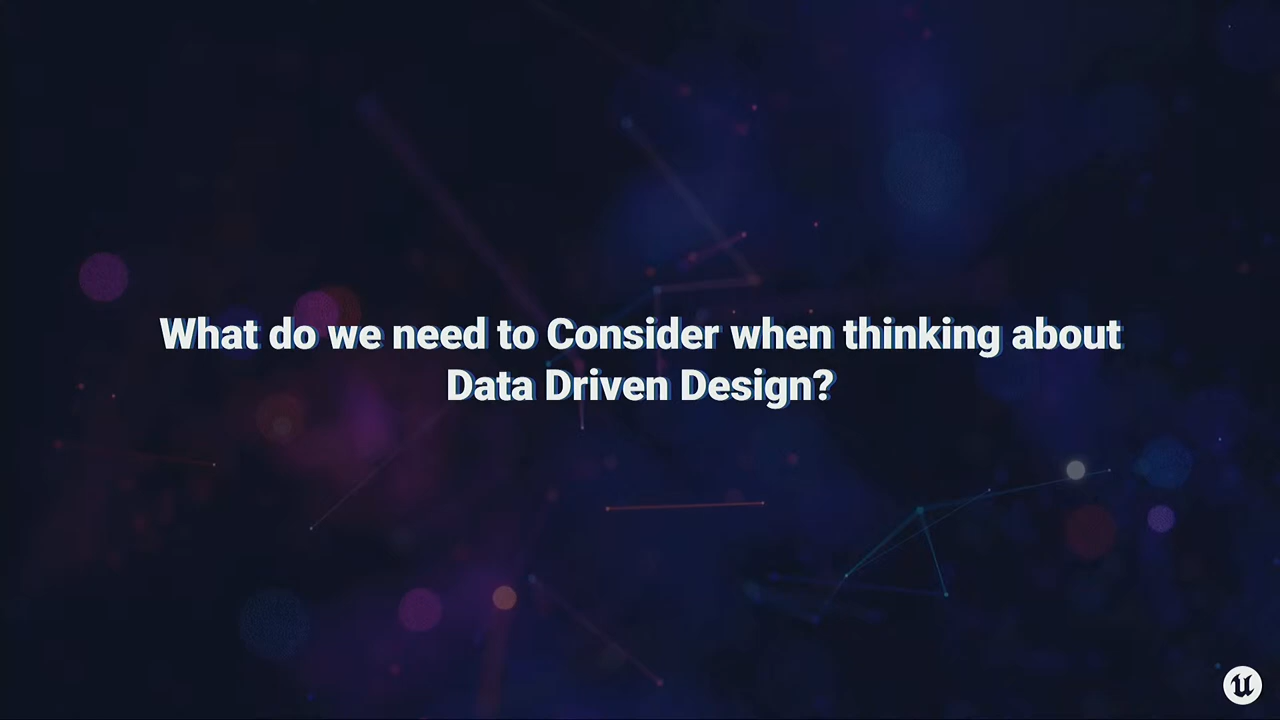 What do we need to Consider when thinking about
Data Driven Design?